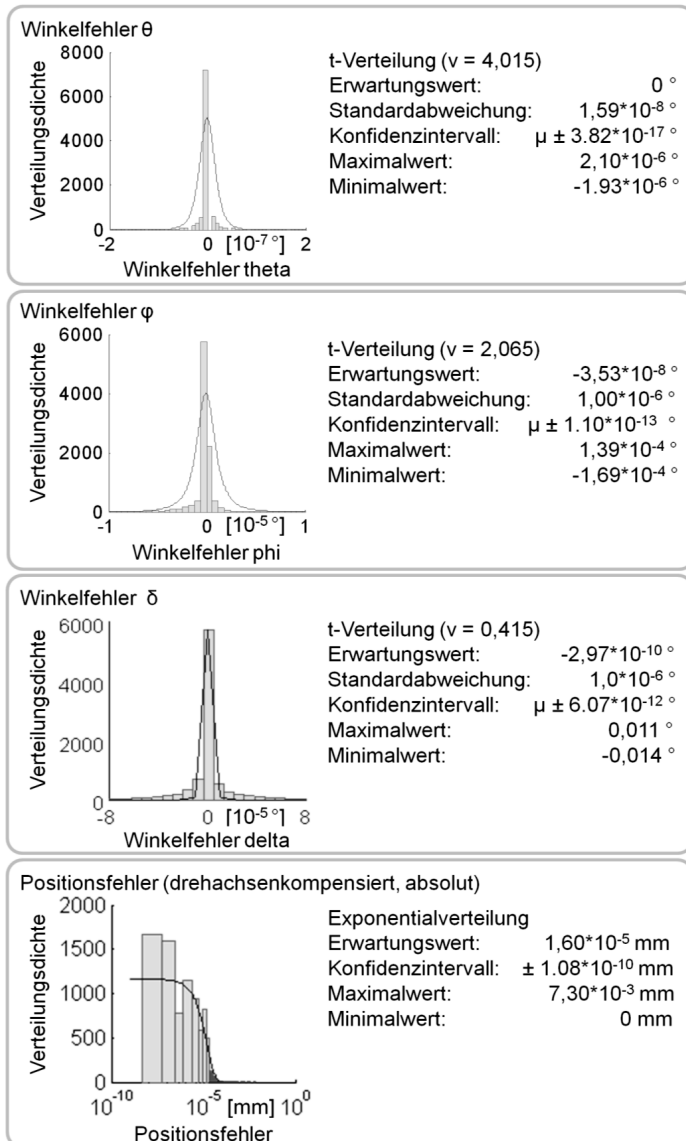 Winkelfehler θ
Verteilungsdichte
8000
6000
4000
2000
0
-2 0 [10⁻⁷ °] 2
Winkelfehler theta
t-Verteilung (v = 4,015)
Erwartungswert: 0 °
Standardabweichung: 1,59*10⁻⁸ °
Konfidenzintervall: µ ± 3.82*10⁻¹⁷ °
Maximalwert: 2,10*10⁻⁶ °
Minimalwert: -1.93*10⁻⁶ °
Winkelfehler φ
Verteilungsdichte
6000
4000
2000
0
-1 0 [10⁻⁵ °] 1
Winkelfehler phi
t-Verteilung (v = 2,065)
Erwartungswert: -3,53*10⁻⁸ °
Standardabweichung: 1,00*10⁻⁶ °
Konfidenzintervall: µ ± 1.10*10⁻¹³ °
Maximalwert: 1,39*10⁻⁴ °
Minimalwert: -1,69*10⁻⁴ °
Winkelfehler δ
Verteilungsdichte
6000
4000
2000
0
-8 0 [10⁻⁵ °] 8
Winkelfehler delta
t-Verteilung (v = 0,415)
Erwartungswert: -2,97*10⁻¹⁰ °
Standardabweichung: 1,0*10⁻⁶ °
Konfidenzintervall: µ ± 6.07*10⁻¹² °
Maximalwert: 0,011 °
Minimalwert: -0,014 °
Positionsfehler (drehachsenkompensiert, absolut)
Verteilungsdichte
2000
1500
1000
500
0
10⁻¹⁰ 10⁻⁵ [mm] 10⁰
Positionsfehler
Exponentialverteilung
Erwartungswert: 1,60*10⁻⁵ mm
Konfidenzintervall: ± 1.08*10⁻¹⁰ mm
Maximalwert: 7,30*10⁻³ mm
Minimalwert: 0 mm